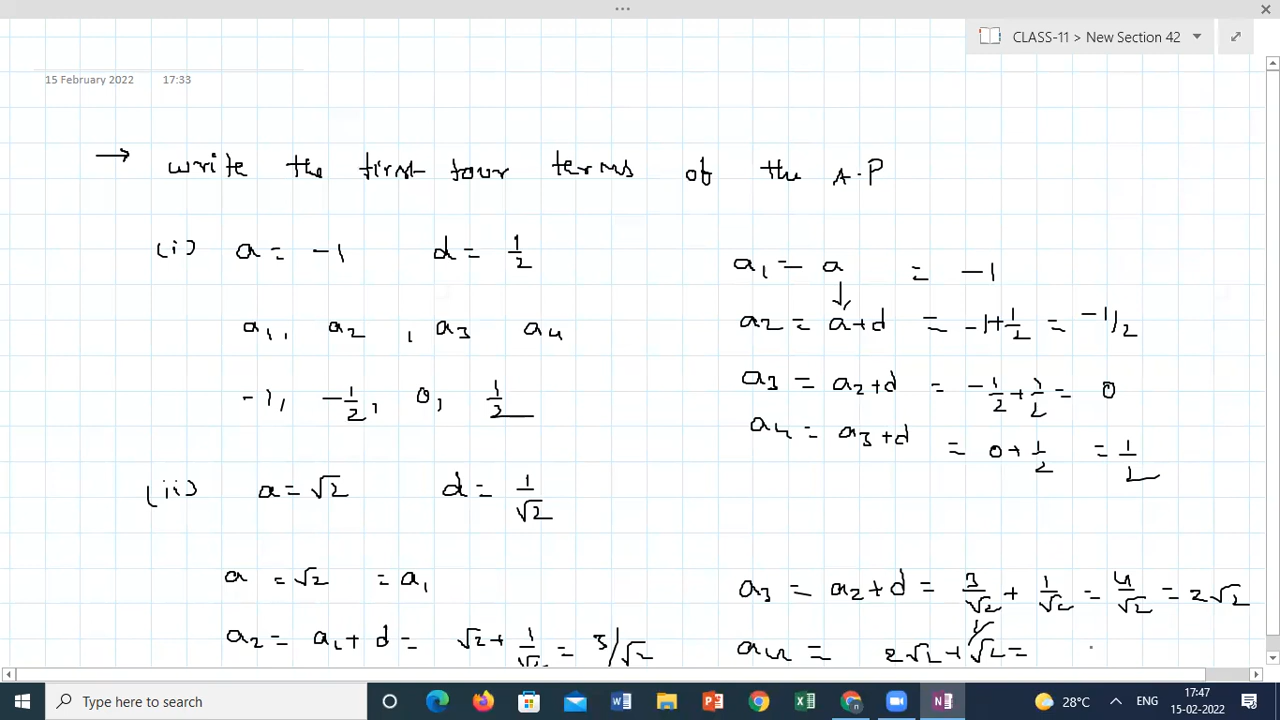 CLASS-11 > New Section 42
15 February 2022 17:33
→ write the first four terms of the A.P
(i) a = -1 d = 1/2
a1, a2, a3 a4
-1, -1/2, 0, 1/2
a1 = a = -1
↓
a2 = a+d = -1+1/2 = -1/2
a3 = a2+d = -1/2+1/2 = 0
a4 = a3+d = 0+1/2 = 1/2
(ii) a=√2 d = 1/√2
a = √2 = a1
a2 = a1+d = √2+1/√2 = 3/√2
a3 = a2+d = 3/√2 + 1/√2 = 4/√2 = 2√2
a4 = 2√2+1/√2 =
Type here to search
28°C
ENG
17:47
15-02-2022